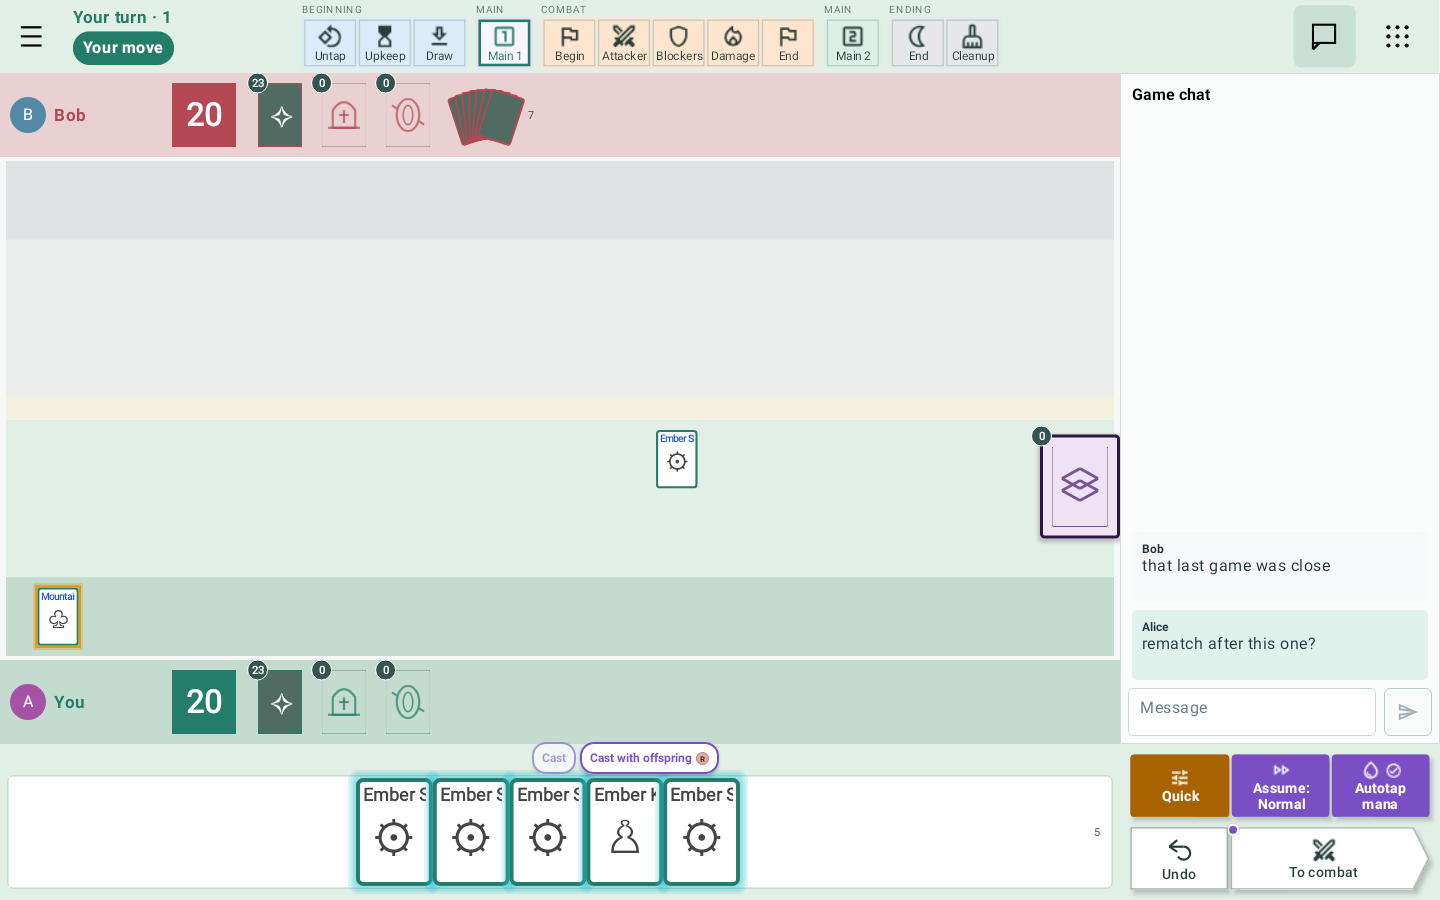 Your turn · 1
Your move
BEGINNING
Untap
Upkeep
Draw
MAIN
1
Main 1
COMBAT
Begin
Attacker
Blockers
Damage
End
MAIN
2
Main 2
ENDING
End
Cleanup
B
Bob
20
23
0
0
7
Game chat
Ember S
0
Mountai
Bob
that last game was close
Alice
rematch after this one?
Message
A
You
20
23
0
0
Cast
Cast with offspring R
Ember S
Ember S
Ember S
Ember K
Ember S
5
Quick
Assume:
Normal
Autotap
mana
Undo
To combat